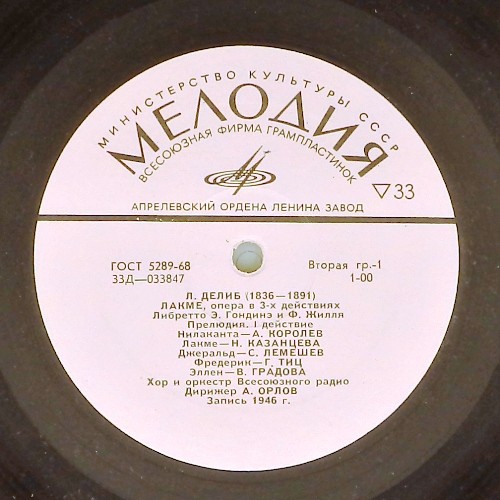 МИНИСТЕРСТВО КУЛЬТУРЫ СССР
МЕЛОДИЯ
ВСЕСОЮЗНАЯ ФИРМА ГРАМПЛАСТИНОК
33
АПРЕЛЕВСКИЙ ОРДЕНА ЛЕНИНА ЗАВОД
ГОСТ 5289-68 Вторая гр.-1
33Д—033847 1-00
Л. ДЕЛИБ (1836—1891)
ЛАКМЕ, опера в 3-х действиях
Либретто Э. Гондинэ и Ф. Жилля
Прелюдия. I действие
Нилаканта—А. КОРОЛЕВ
Лакме—Н. КАЗАНЦЕВА
Джеральд—С. ЛЕМЕШЕВ
Фредерик—Г. ТИЦ
Эллен—В. ГРАДОВА
Хор и оркестр Всесоюзного радио
Дирижер А. ОРЛОВ
Запись 1946 г.